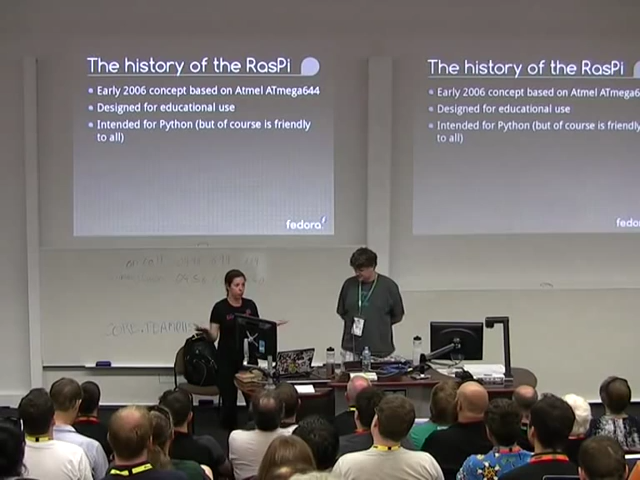 The history of the RasPi
Early 2006 concept based on Atmel ATmega644
Designed for educational use
Intended for Python (but of course is friendly
to all)
fedora
The history of the RasPi
Early 2006 concept based on Atmel ATmega6
Designed for educational use
Intended for Python (but of course is friendly
to all)
fedo